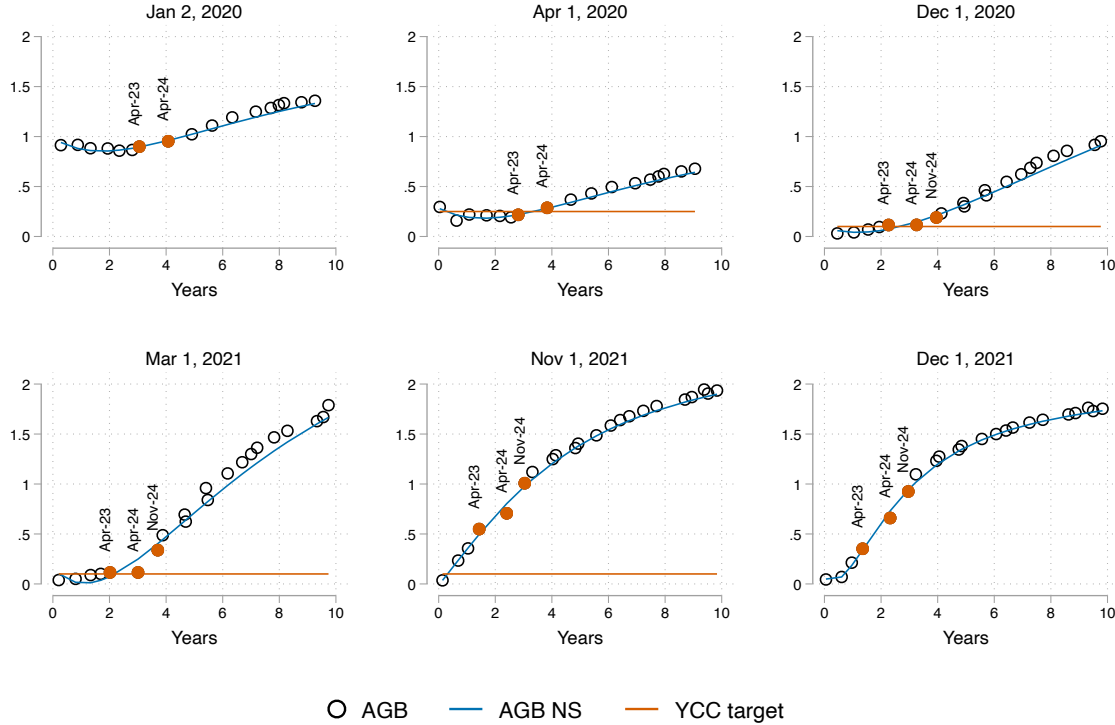 Jan 2, 2020
Apr 1, 2020
Dec 1, 2020
2
1.5
1
.5
0
Apr-23
Apr-24
0 2 4 6 8 10
Years
2
1.5
1
.5
0
Apr-23
Apr-24
0 2 4 6 8 10
Years
2
1.5
1
.5
0
Apr-23
Apr-24
Nov-24
0 2 4 6 8 10
Years
Mar 1, 2021
Nov 1, 2021
Dec 1, 2021
2
1.5
1
.5
0
Apr-23
Apr-24
Nov-24
0 2 4 6 8 10
Years
2
1.5
1
.5
0
Apr-23
Apr-24
Nov-24
0 2 4 6 8 10
Years
2
1.5
1
.5
0
Apr-23
Apr-24
Nov-24
0 2 4 6 8 10
Years
AGB AGB NS YCC target